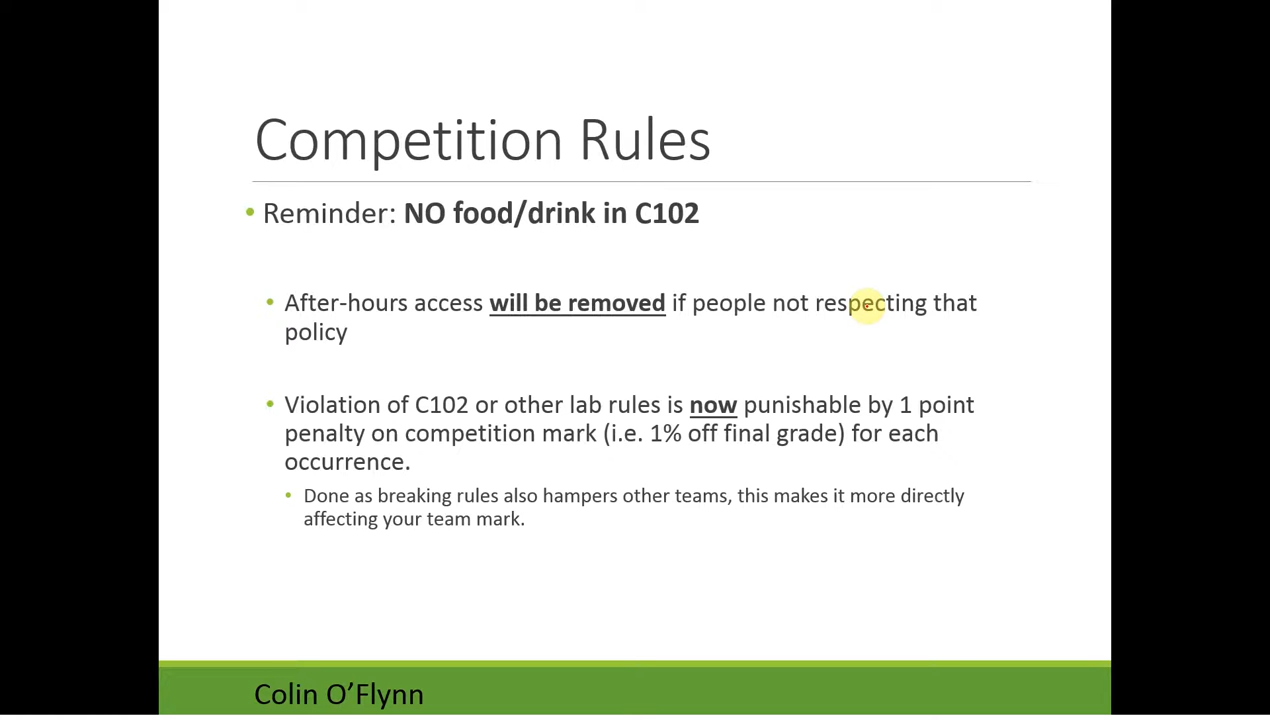 Competition Rules
• Reminder: NO food/drink in C102
• After-hours access will be removed if people not respecting that
policy
• Violation of C102 or other lab rules is now punishable by 1 point
penalty on competition mark (i.e. 1% off final grade) for each
occurrence.
• Done as breaking rules also hampers other teams, this makes it more directly
affecting your team mark.
Colin O’Flynn